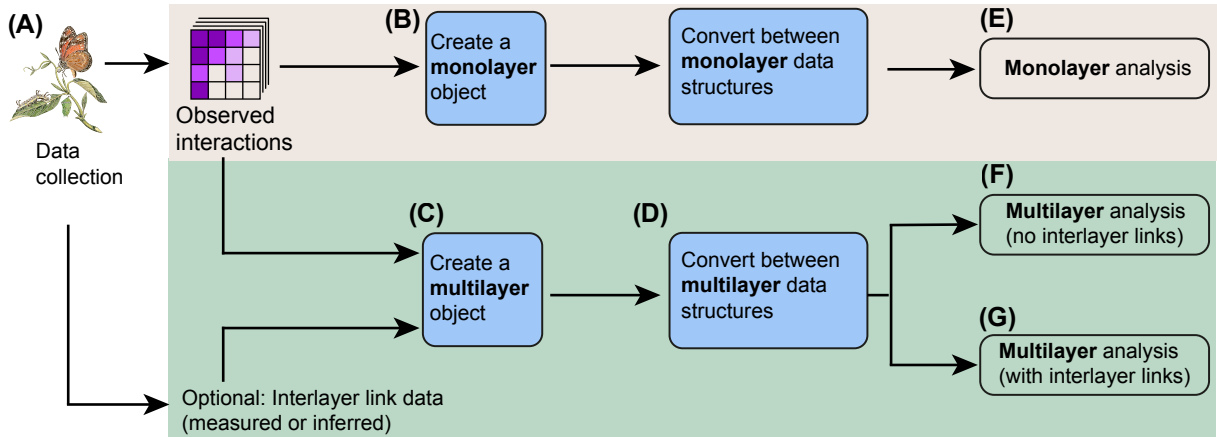 (A)
Data
collection
Observed
interactions
(B)
Create a
monolayer
object
Convert between
monolayer data
structures
(E)
Monolayer analysis
(C)
Create a
multilayer
object
(D)
Convert between
multilayer data
structures
(F)
Multilayer analysis
(no interlayer links)
(G)
Multilayer analysis
(with interlayer links)
Optional: Interlayer link data
(measured or inferred)